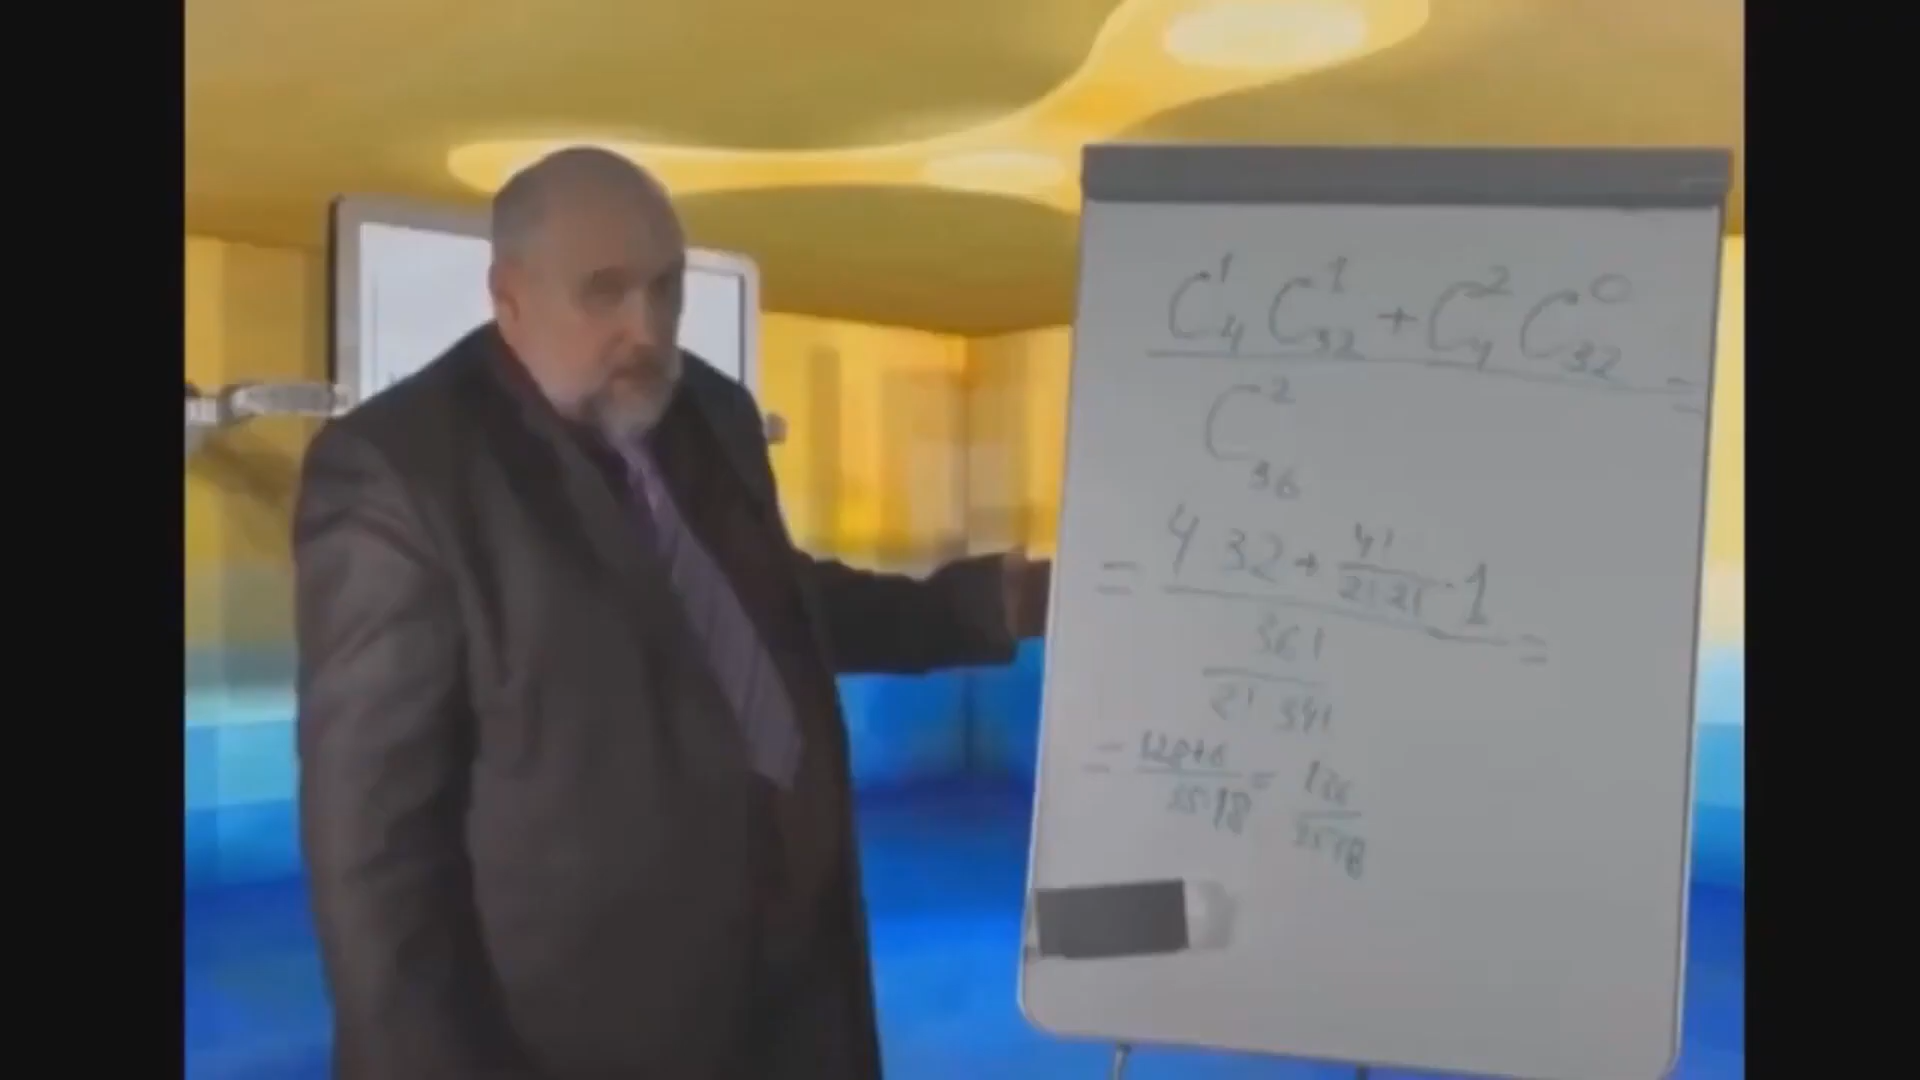 C¹₄ C¹₃₂ + C²₄ C⁰₃₂ =
C²₃₆
= 4 32 + 4! / 2! 2! · 1 =
36!
2! 34!
= 128+6 / 35·18 = / 35·18